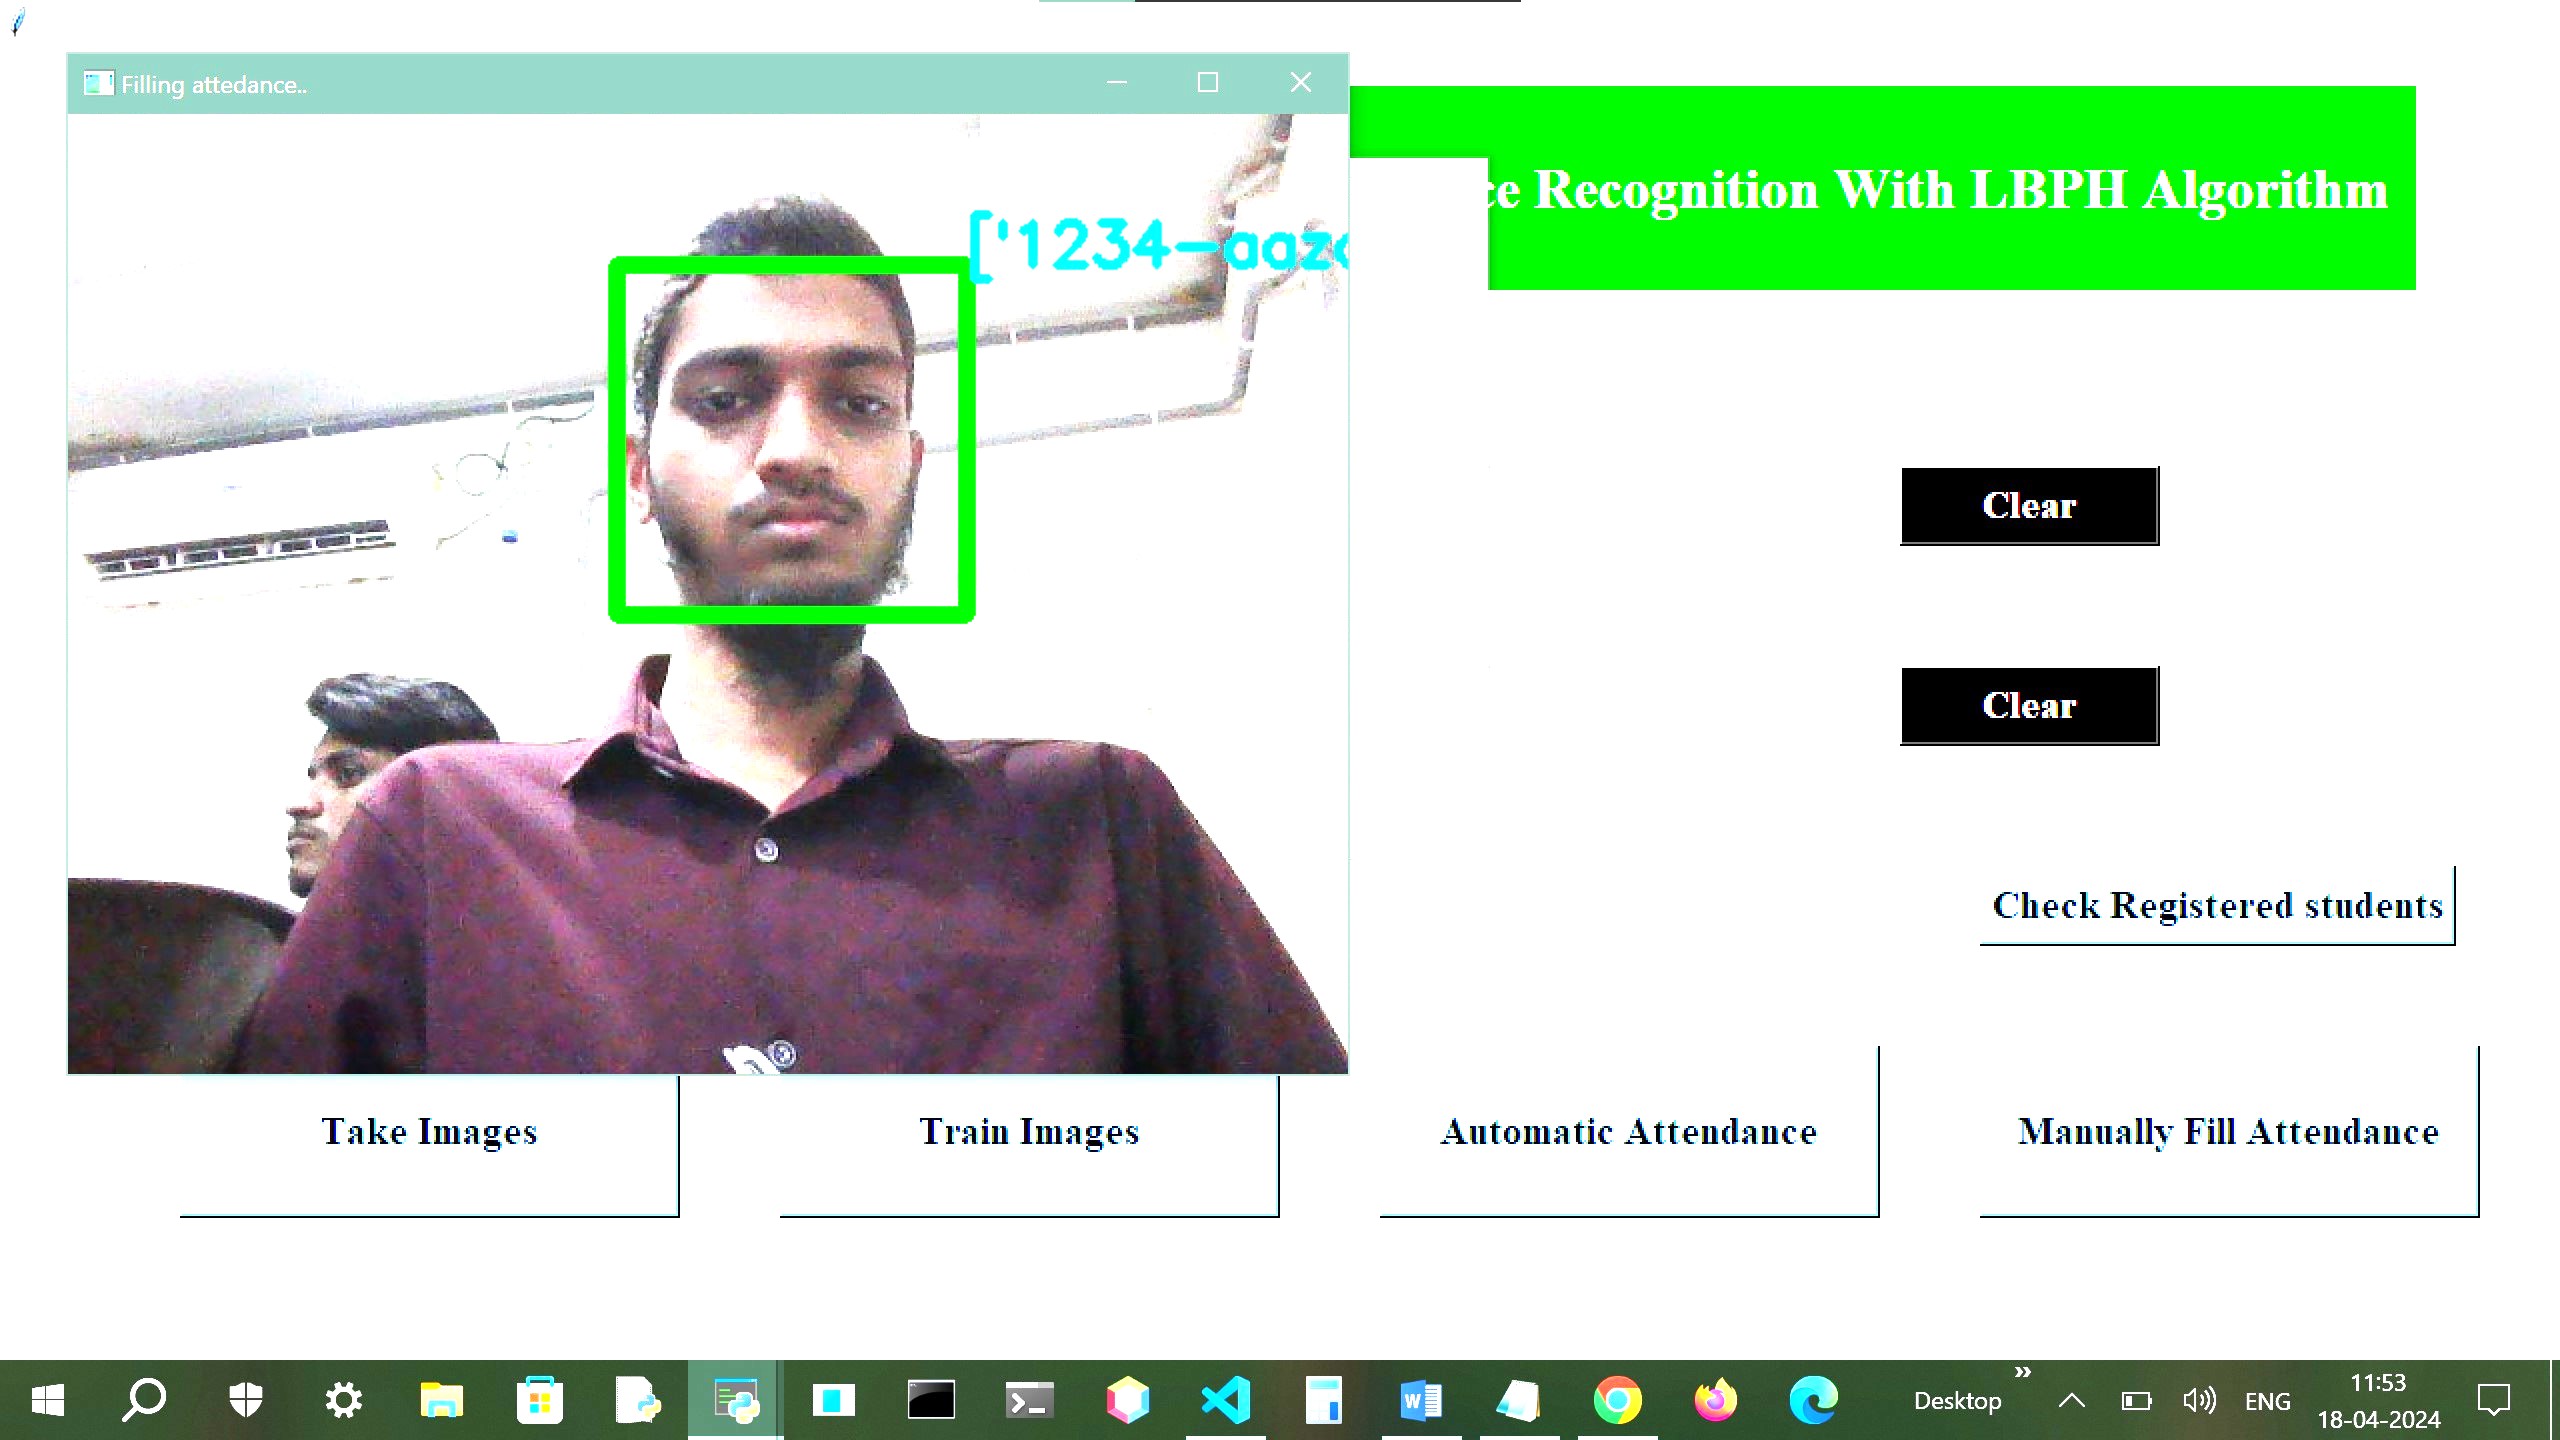 Filling attedance..
ce Recognition With LBPH Algorithm
['1234-aaz
Clear
Clear
Check Registered students
Take Images
Train Images
Automatic Attendance
Manually Fill Attendance
Desktop
ENG
11:53
18-04-2024